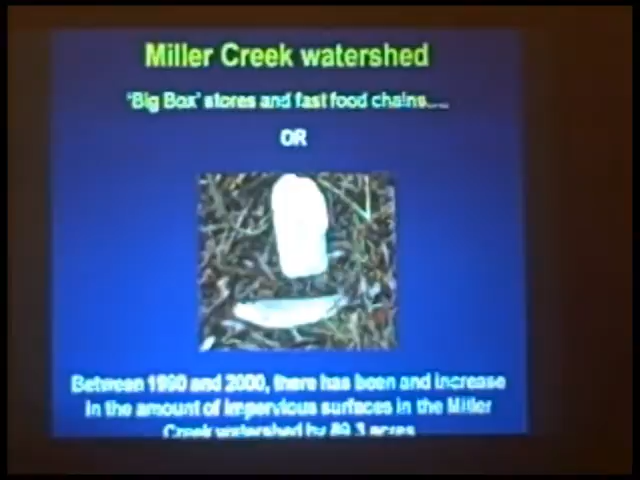 Miller Creek watershed
'Big Box' stores and fast food chains....
OR
Between 1990 and 2000, there has been and increase
in the amount of impervious surfaces in the Miller
Creek watershed by 89.3 acres